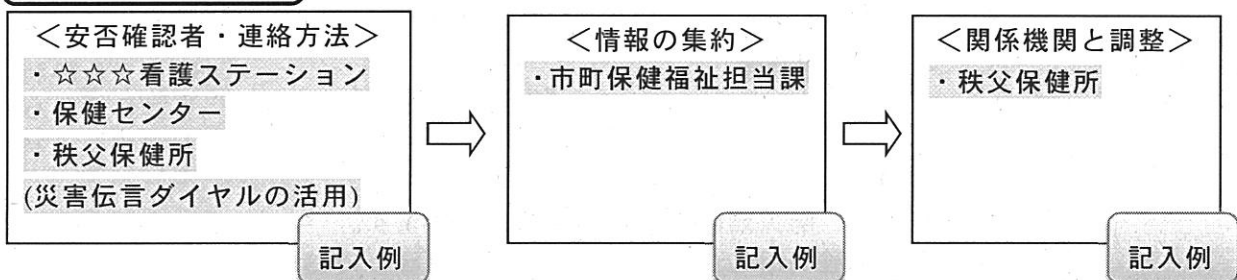 ＜安否確認者・連絡方法＞
・☆☆☆看護ステーション
・保健センター
・秩父保健所
(災害伝言ダイヤルの活用)
記入例
＜情報の集約＞
・市町保健福祉担当課
記入例
＜関係機関と調整＞
・秩父保健所
記入例